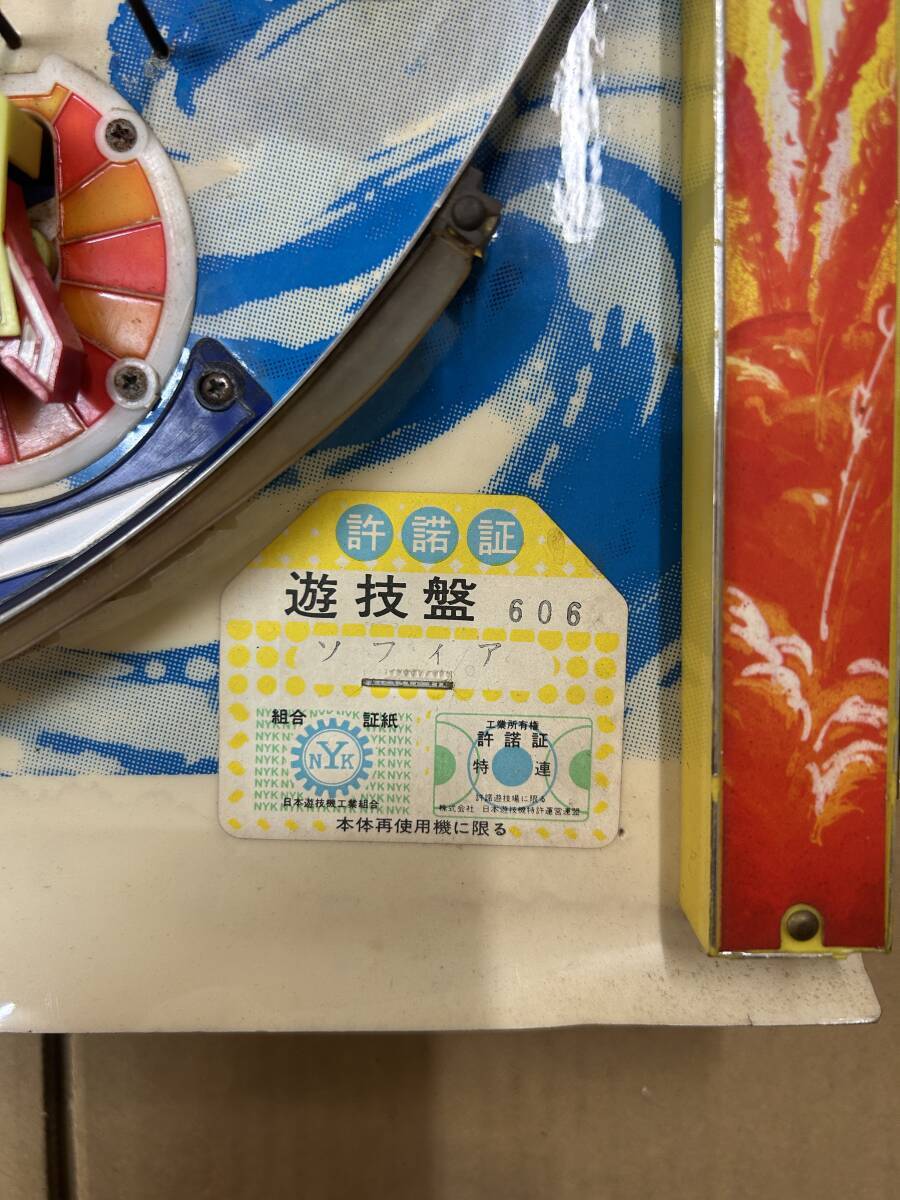 許諾証
遊技盤 606
ソフィア
組合 証紙
NYK
日本遊技機工業組合
工業所有権
許諾証
特 連
許諾遊技場に限る
株式会社 日本遊技機特許運営連盟
本体再使用機に限る